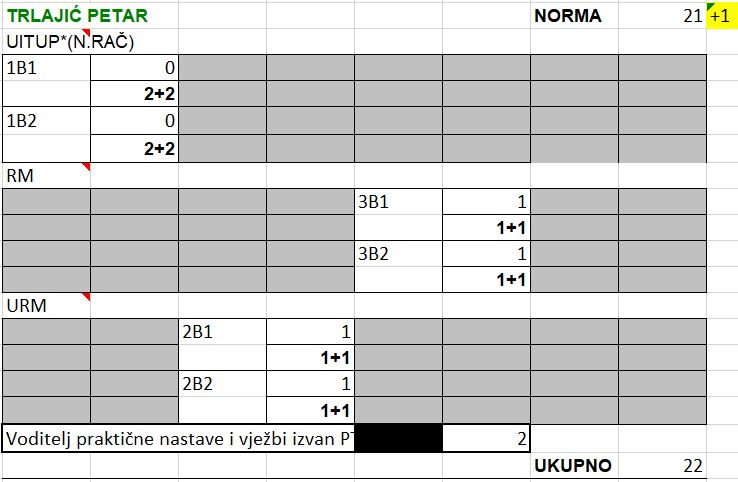 TRLAJIĆ PETAR NORMA 21 +1
UITUP*(N.RAČ)
1B1 0
2+2
1B2 0
2+2
RM
3B1 1
1+1
3B2 1
1+1
URM
2B1 1
1+1
2B2 1
1+1
Voditelj praktične nastave i vježbi izvan PT 2
UKUPNO 22